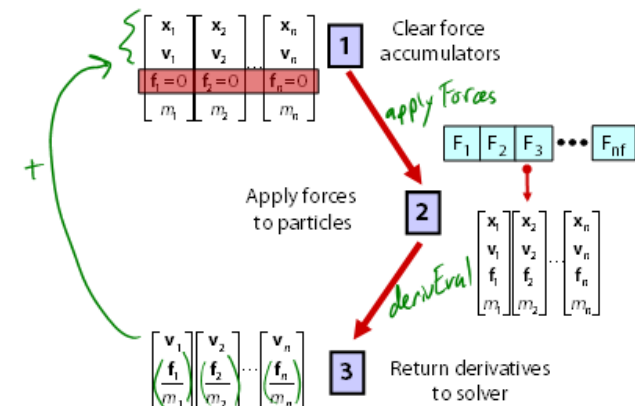 x₁ x₂ xₙ
v₁ v₂ ... vₙ
f₁=0 f₂=0 fₙ=0
m₁ m₂ mₙ
1
Clear force
accumulators
apply Forces
F₁ F₂ F₃ ••• Fnf
Apply forces
to particles
2
x₁ x₂ xₙ
v₁ v₂ ... vₙ
f₁ f₂ fₙ
m₁ m₂ mₙ
derivEval
+
v₁ v₂ ... vₙ
(f₁/m₁) (f₂/m₂) (fₙ/mₙ)
3
Return derivatives
to solver